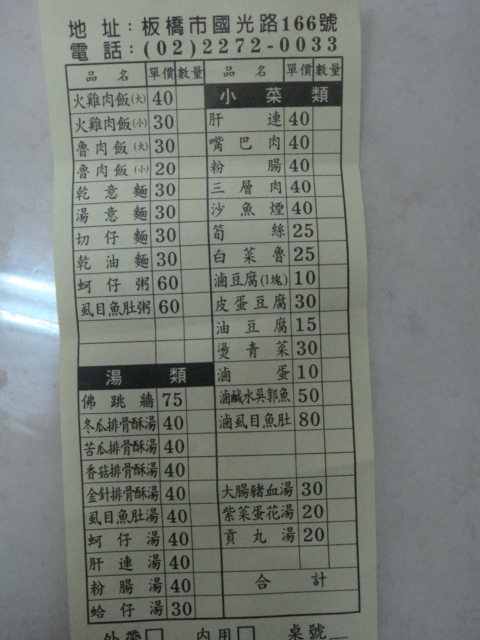 地址:板橋市國光路166號
電話:(02)2272-0033
品名 單價 數量 品名 單價 數量
火雞肉飯(大) 40
火雞肉飯(小) 30
魯肉飯(大) 30
魯肉飯(小) 20
乾意麵 30
湯意麵 30
切仔麵 30
乾油麵 30
蚵仔粥 60
虱目魚肚粥 60
湯類
佛跳牆 75
冬瓜排骨酥湯 40
苦瓜排骨酥湯 40
香菇排骨酥湯 40
金針排骨酥湯 40
虱目魚肚湯 40
蚵仔湯 40
肝連湯 40
粉腸湯 40
蛤仔湯 30
小菜類
肝連 40
嘴巴肉 40
粉腸 40
三層肉 40
沙魚煙 40
筍絲 25
白菜魯 25
滷豆腐(1塊) 10
皮蛋豆腐 30
油豆腐 15
燙青菜 30
滷蛋 10
滷鹹水吳郭魚 50
滷虱目魚肚 80
大腸豬血湯 30
紫菜蛋花湯 20
貢丸湯 20
合計
外帶□ 內用□ 桌號